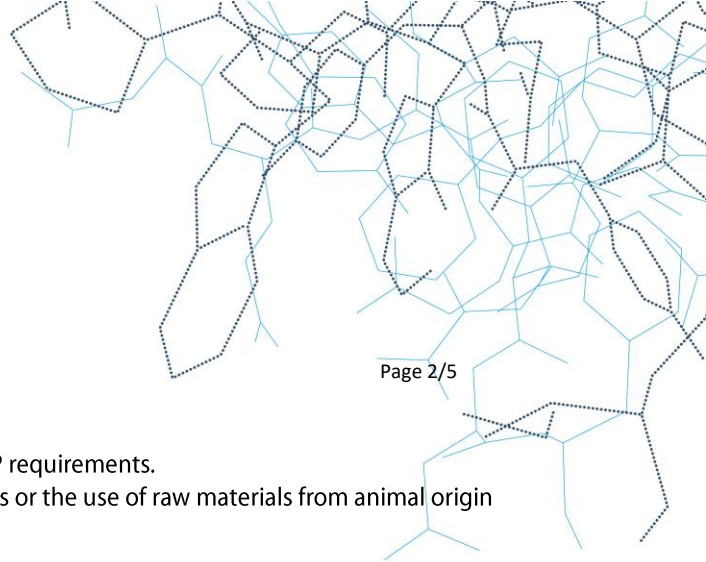 Page 2/5
P requirements.
s or the use of raw materials from animal origin